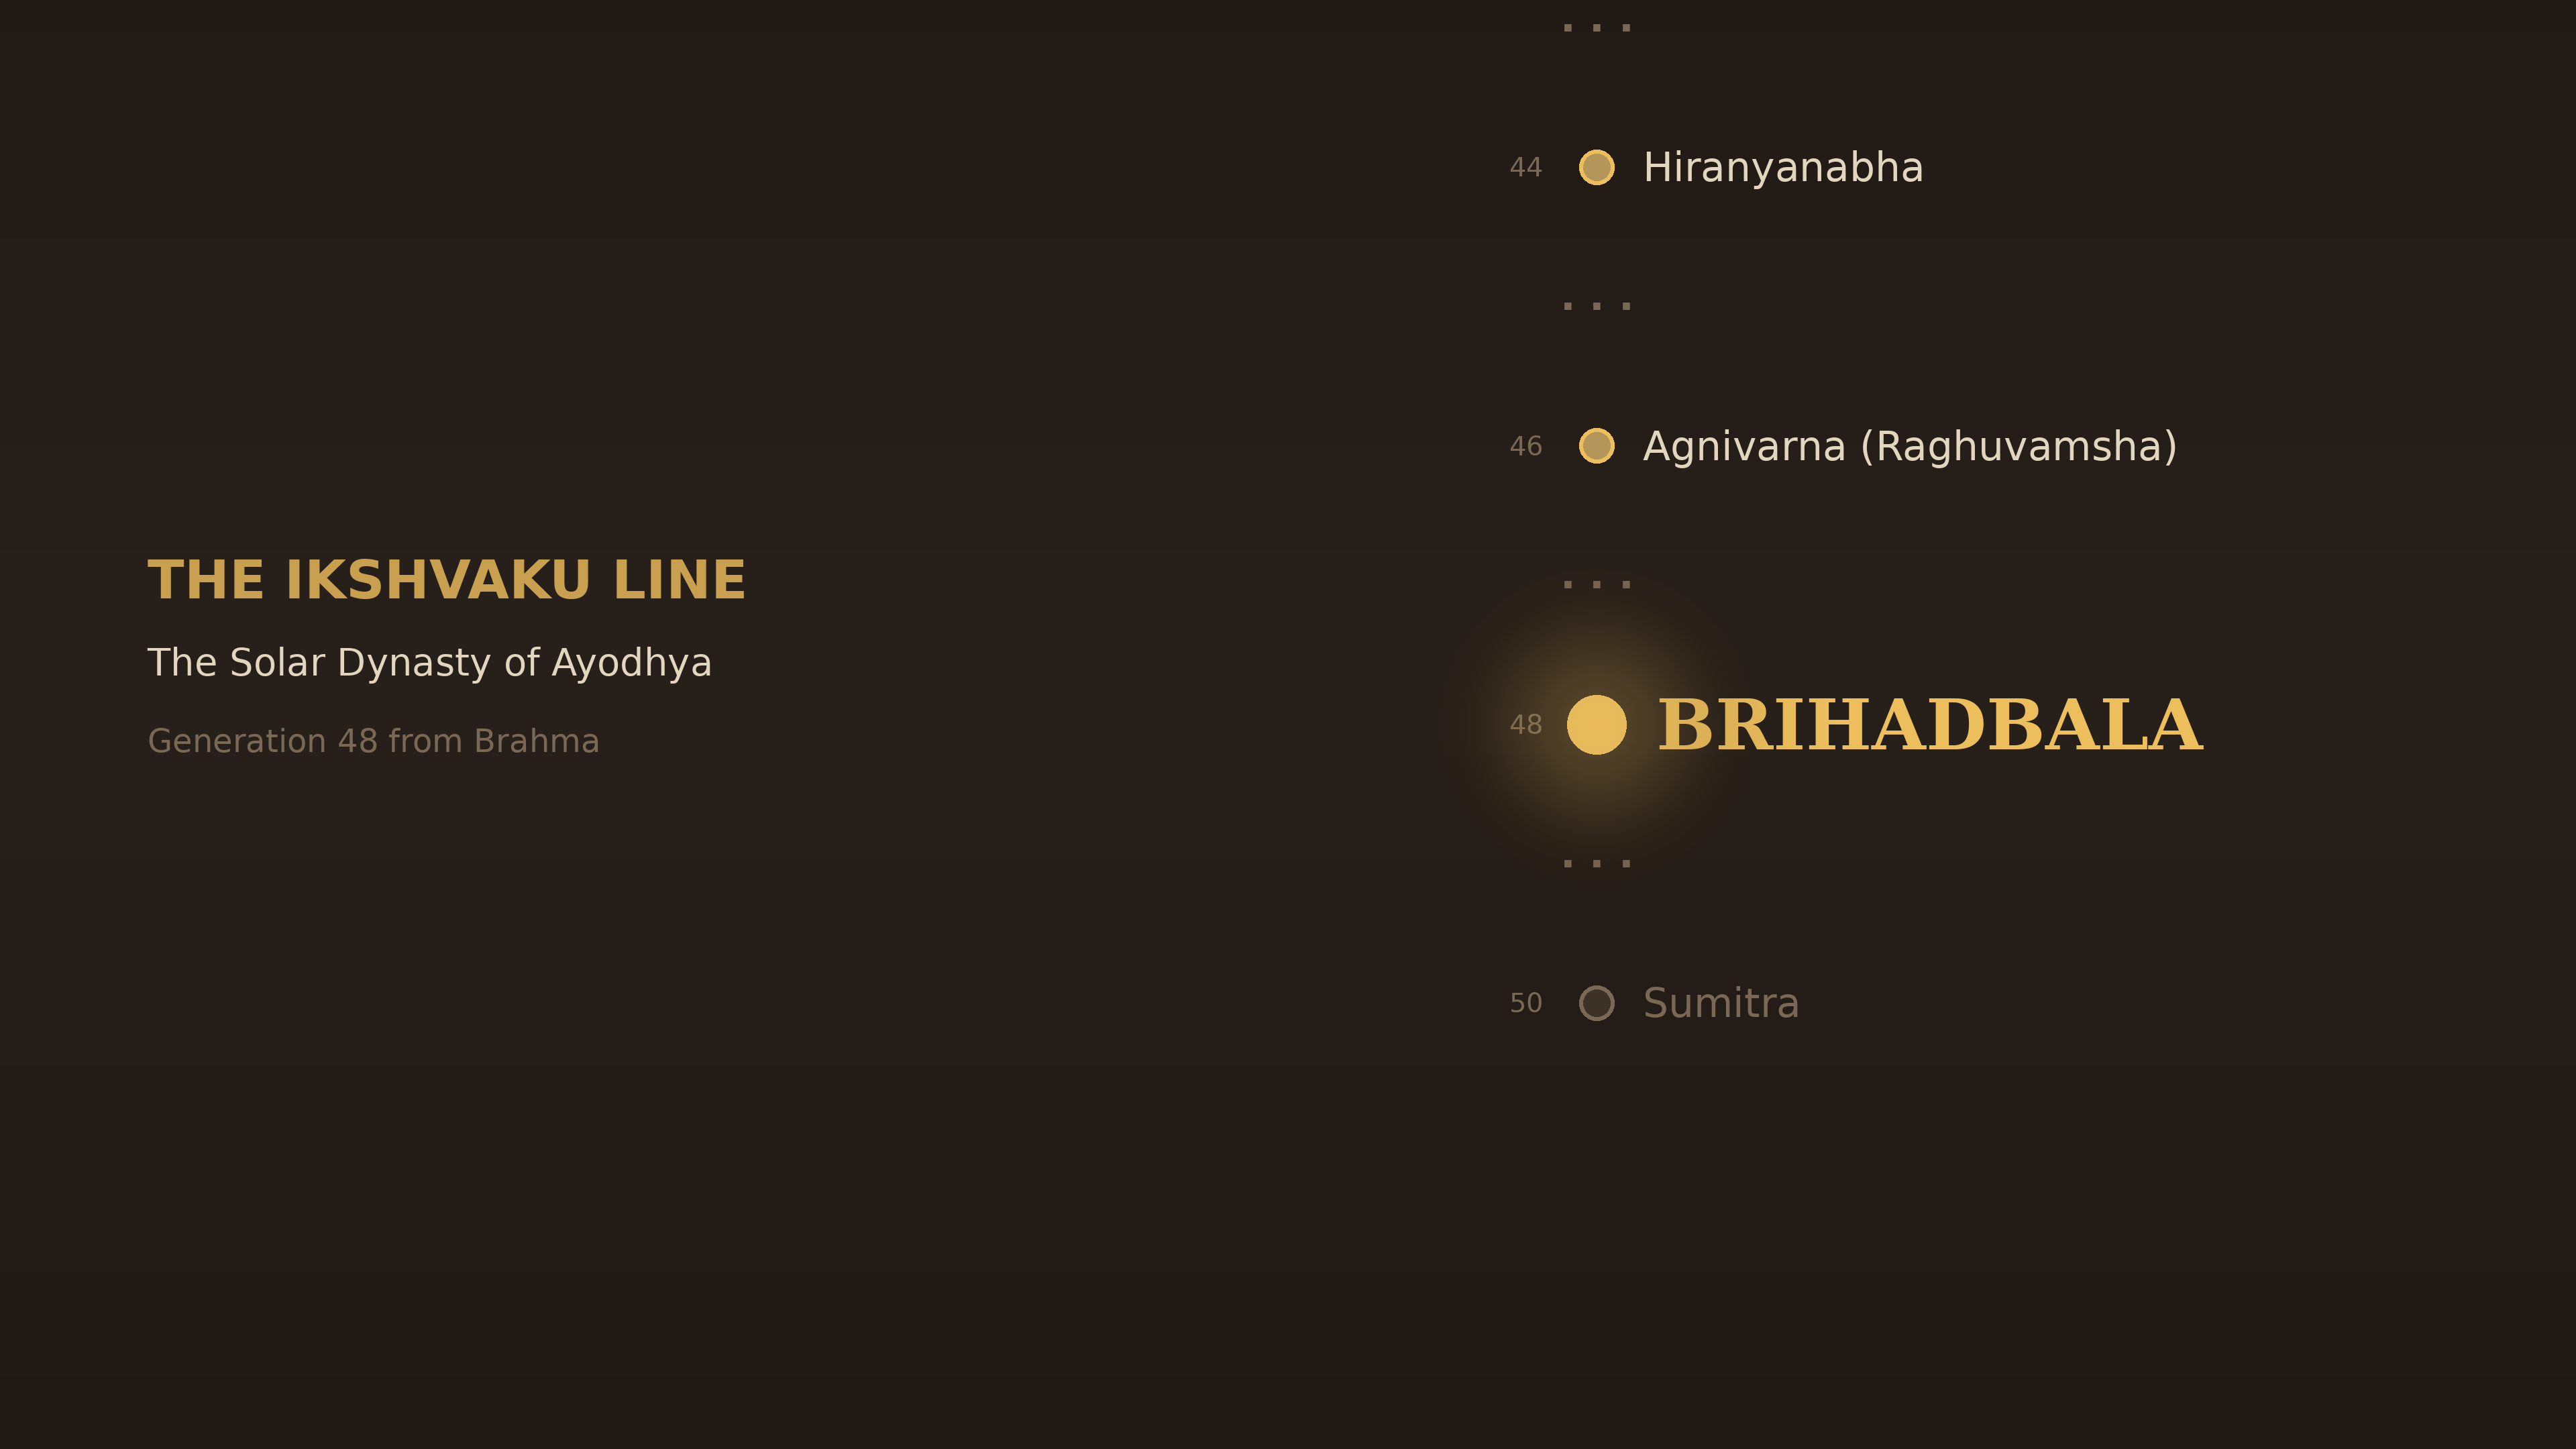 THE IKSHVAKU LINE
The Solar Dynasty of Ayodhya
Generation 48 from Brahma
...
44 Hiranyanabha
...
46 Agnivarna (Raghuvamsha)
...
48 BRIHADBALA
...
50 Sumitra